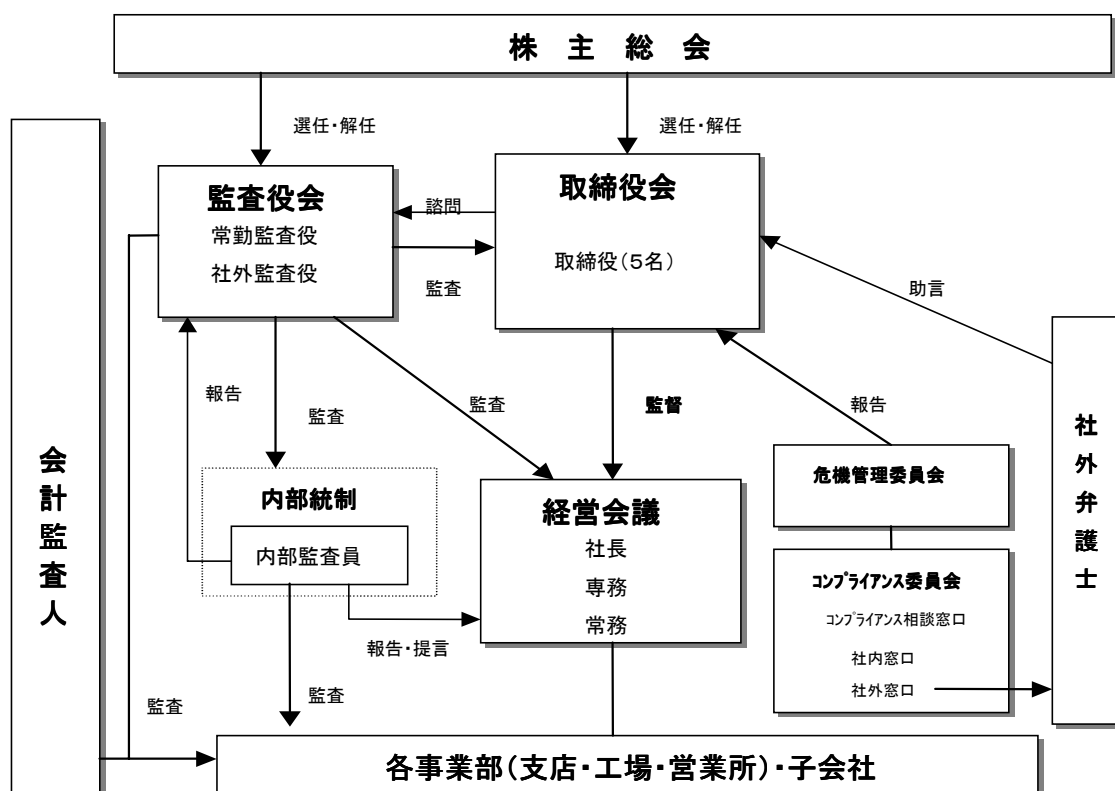 株主総会
選任・解任
選任・解任
監査役会
常勤監査役
社外監査役
取締役会
取締役(5名)
諮問
監査
助言
報告
監査
監査
監督
報告
会計監査人
社外弁護士
内部統制
内部監査員
経営会議
社長
専務
常務
危機管理委員会
コンプライアンス委員会
コンプライアンス相談窓口
社内窓口
社外窓口
報告・提言
監査
監査
各事業部(支店・工場・営業所)・子会社